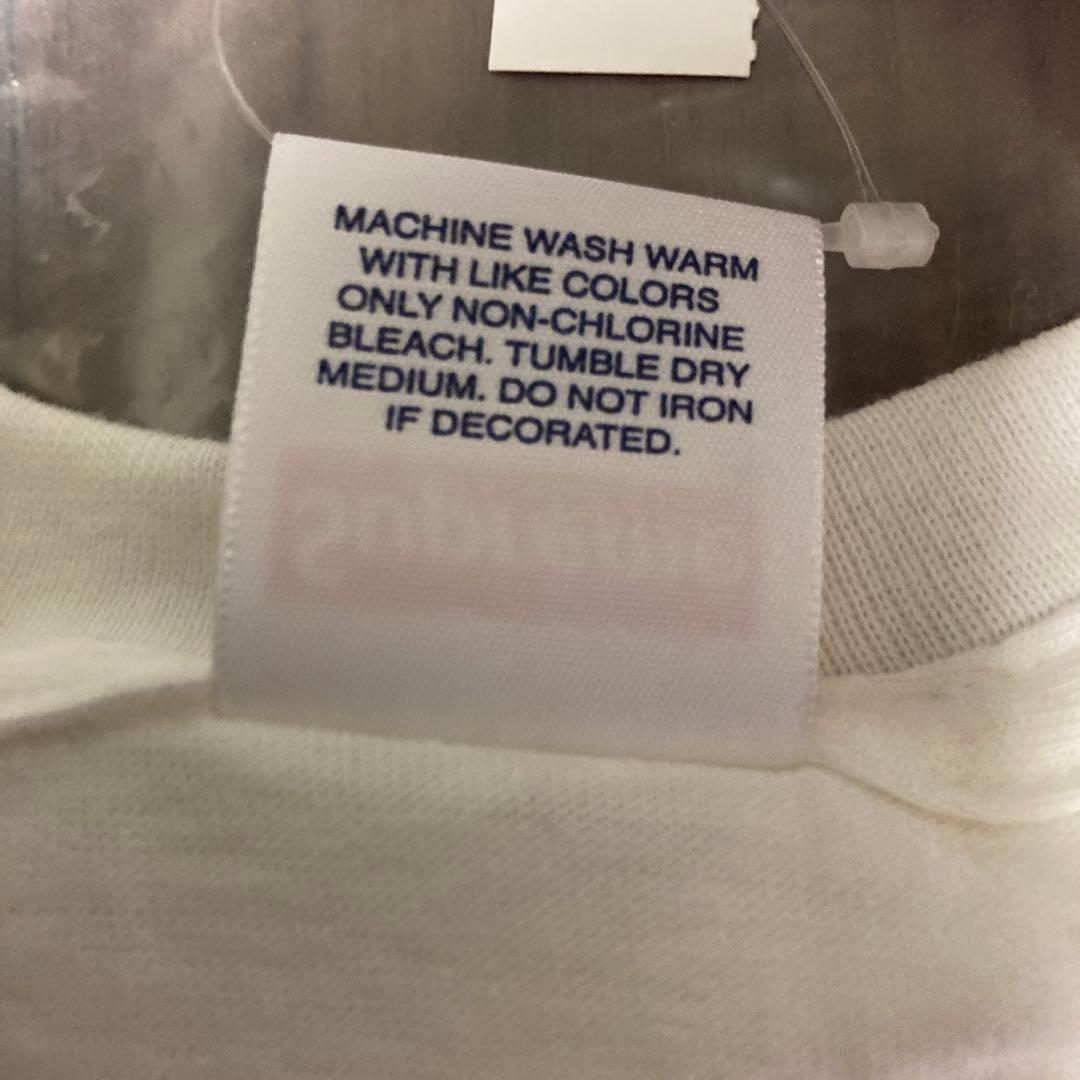 MACHINE WASH WARM
WITH LIKE COLORS
ONLY NON-CHLORINE
BLEACH. TUMBLE DRY
MEDIUM. DO NOT IRON
IF DECORATED.